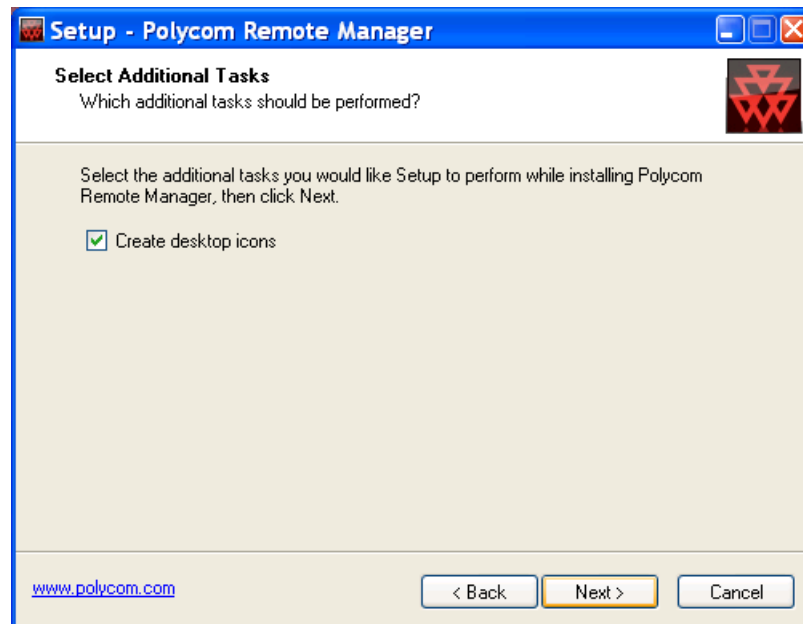 Setup - Polycom Remote Manager
Select Additional Tasks
Which additional tasks should be performed?
Select the additional tasks you would like Setup to perform while installing Polycom
Remote Manager, then click Next.
Create desktop icons
www.polycom.com
< Back
Next >
Cancel